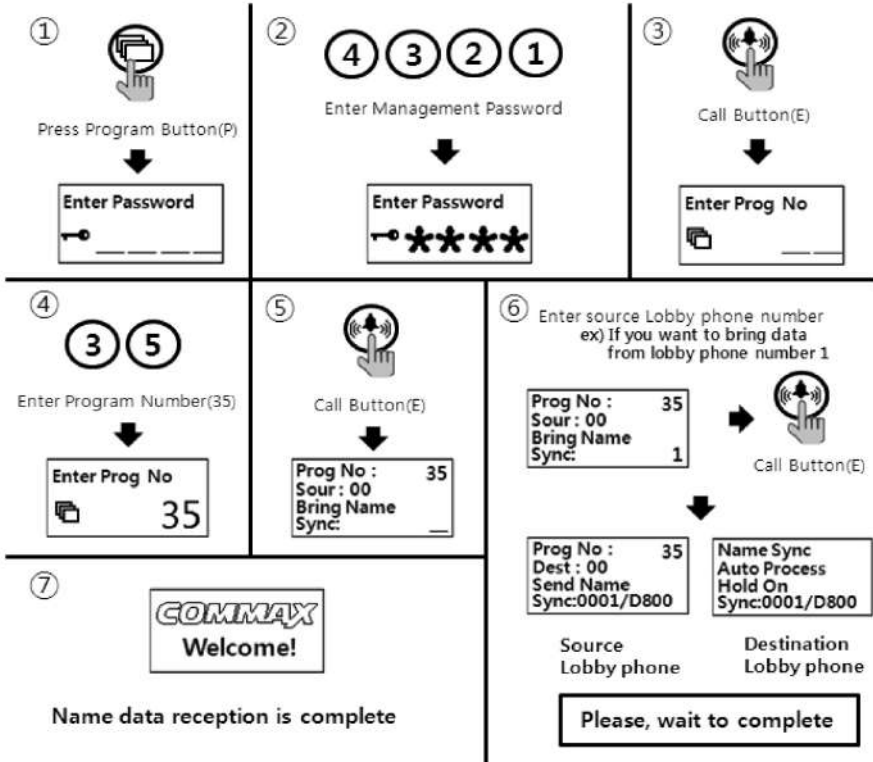 ①
Press Program Button(P)
Enter Password
②
4 3 2 1
Enter Management Password
Enter Password
****
③
Call Button(E)
Enter Prog No
④
3 5
Enter Program Number(35)
Enter Prog No
35
⑤
Call Button(E)
Prog No : 35
Sour : 00
Bring Name
Sync: _
⑥
Enter source Lobby phone number
ex) If you want to bring data
from lobby phone number 1
Prog No : 35
Sour : 00
Bring Name
Sync: 1
Call Button(E)
Prog No : 35
Dest : 00
Send Name
Sync:0001/D800
Source
Lobby phone
Name Sync
Auto Process
Hold On
Sync:0001/D800
Destination
Lobby phone
Please, wait to complete
⑦
COMMAX
Welcome!
Name data reception is complete